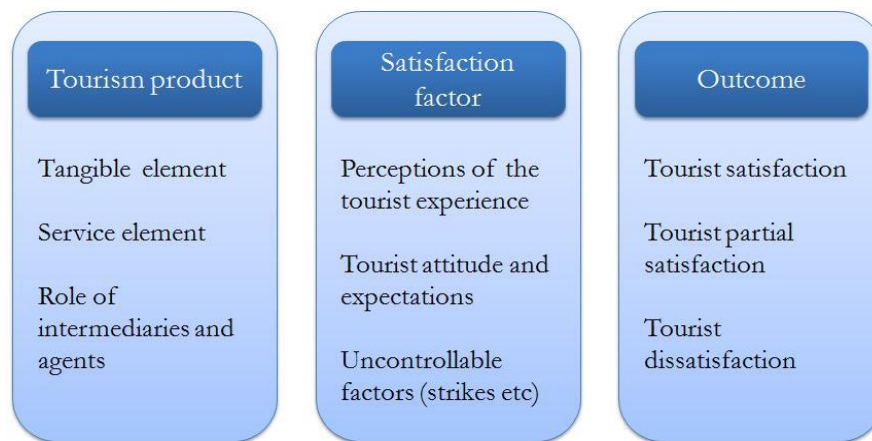 Tourism product
Tangible element
Service element
Role of
intermediaries and
agents
Satisfaction
factor
Perceptions of the
tourist experience
Tourist attitude and
expectations
Uncontrollable
factors (strikes etc)
Outcome
Tourist satisfaction
Tourist partial
satisfaction
Tourist
dissatisfaction